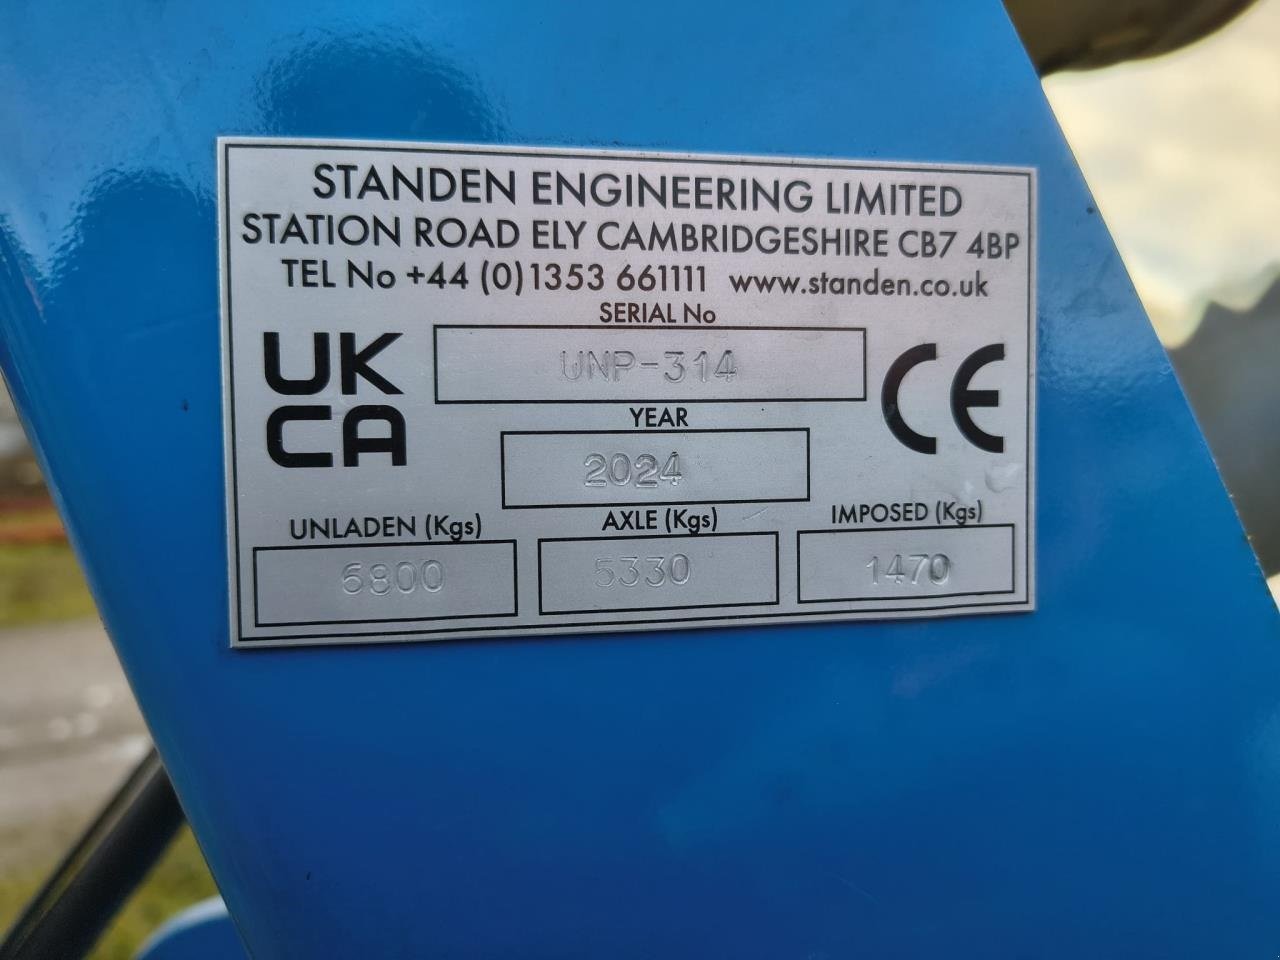 STANDEN ENGINEERING LIMITED
STATION ROAD ELY CAMBRIDGESHIRE CB7 4BP
TEL No +44 (0)1353 661111 www.standen.co.uk
SERIAL No
UK
CA
UNP-314
CE
YEAR
2024
UNLADEN (Kgs) AXLE (Kgs) IMPOSED (Kgs)
6800 5330 1470